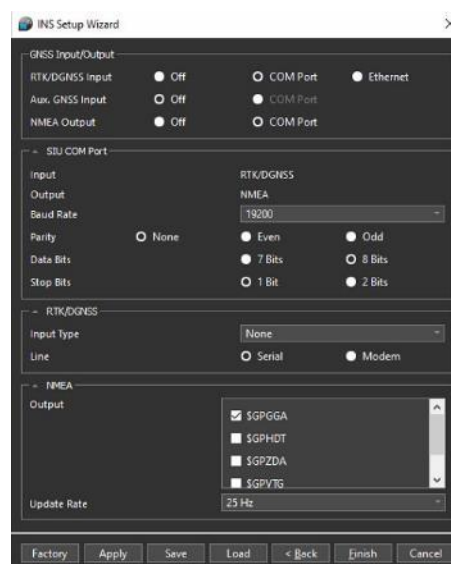 INS Setup Wizard
GNSS Input/Output
RTK/DGNSS Input Off COM Port Ethernet
Aux. GNSS Input Off COM Port
NMEA Output Off COM Port
SIU COM Port
Input RTK/DGNSS
Output NMEA
Baud Rate 19200
Parity None Even Odd
Data Bits 7 Bits 8 Bits
Stop Bits 1 Bit 2 Bits
RTK/DGNSS
Input Type None
Line Serial Modem
NMEA
Output $GPGGA
$GPHDT
$GPZDA
$GPVTG
Update Rate 25 Hz
Factory Apply Save Load < Back Finish Cancel